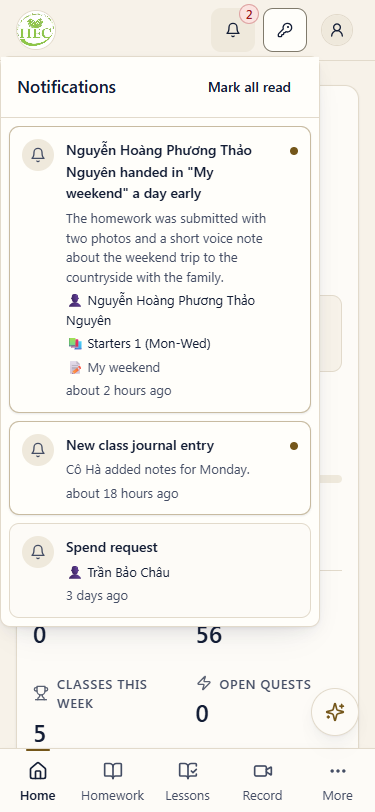 HEC
2
Notifications
Mark all read
Nguyễn Hoàng Phương Thảo
Nguyên handed in "My
weekend" a day early
The homework was submitted with
two photos and a short voice note
about the weekend trip to the
countryside with the family.
Nguyễn Hoàng Phương Thảo
Nguyên
Starters 1 (Mon-Wed)
My weekend
about 2 hours ago
New class journal entry
Cô Hà added notes for Monday.
about 18 hours ago
Spend request
Trần Bảo Châu
3 days ago
0
56
CLASSES THIS
WEEK
5
OPEN QUESTS
0
Home
Homework
Lessons
Record
More